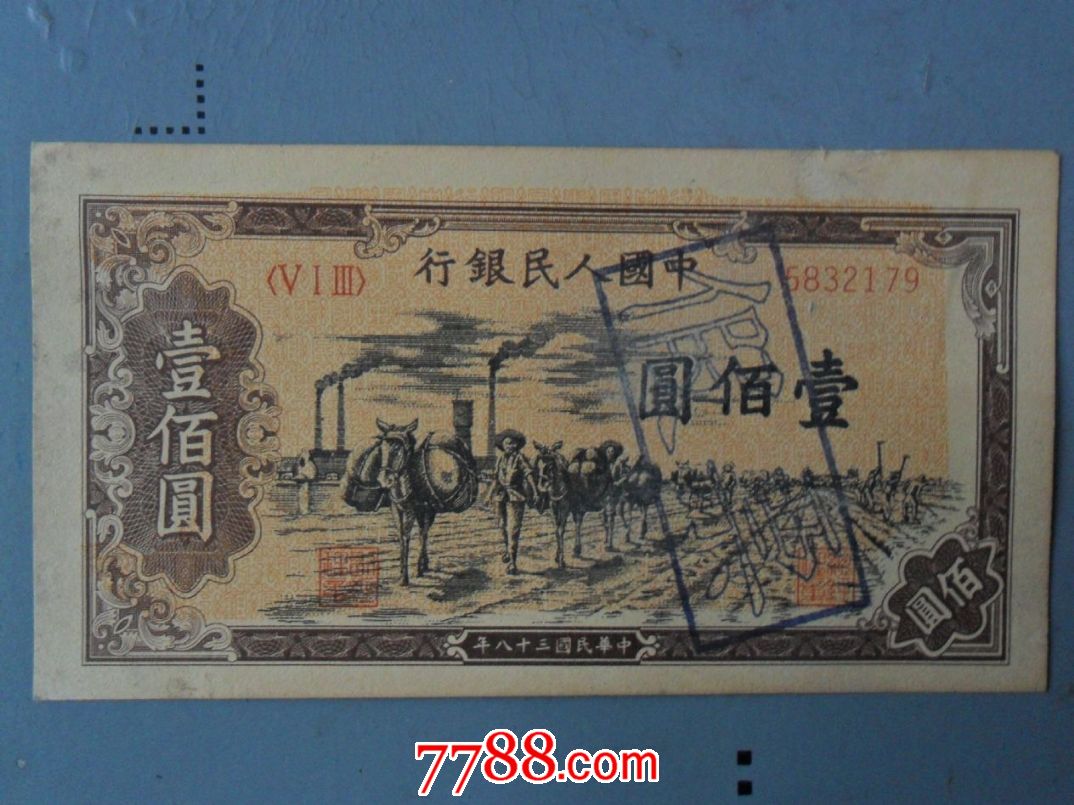 〈V I III〉
行銀民人國中
5832179
圓佰壹
壹佰圓
佰圓
年八十三國民華中
7788.com